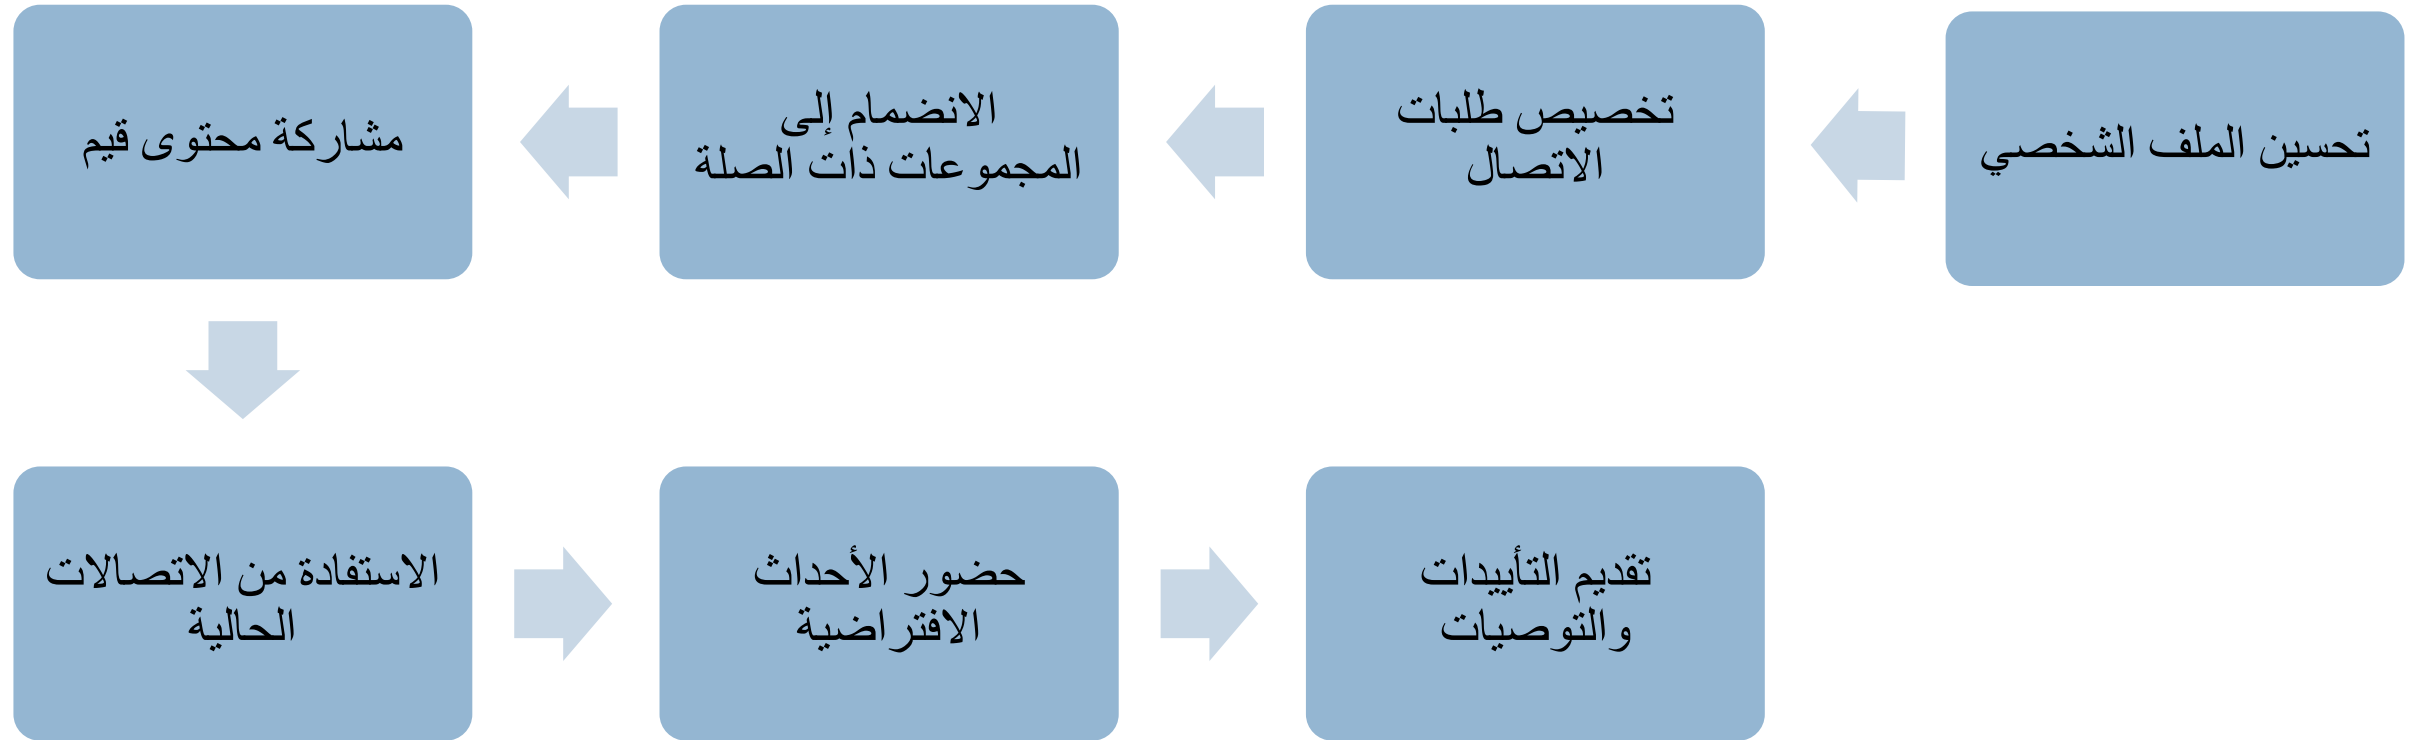 تحسين الملف الشخصي
تخصيص طلبات
الاتصال
الانضمام إلى
المجموعات ذات الصلة
مشاركة محتوى قيم
الاستفادة من الاتصالات
الحالية
حضور الأحداث
الافتراضية
تقديم التأييدات
والتوصيات